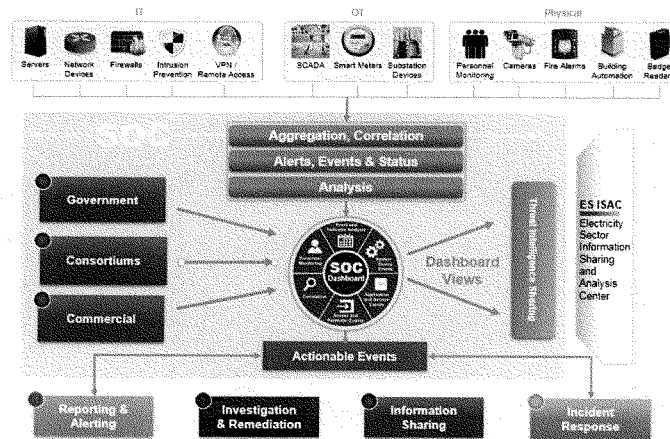 IT
OT
Physical
Servers
Network
Devices
Firewalls
Intrusion
Prevention
VPN /
Remote Access
SCADA
Smart Meters
Substation
Devices
Personnel
Monitoring
Cameras
Fire Alarms
Building
Automation
Badge
Readers
SOC
Aggregation, Correlation
Alerts, Events & Status
Analysis
Government
Consortiums
Commercial
SOC
Dashboard
Dashboard
Views
Threat Intelligence Sharing
ES ISAC
Electricity
Sector
Information
Sharing
and
Analysis
Center
Actionable Events
Reporting &
Alerting
Investigation
& Remediation
Information
Sharing
Incident
Response